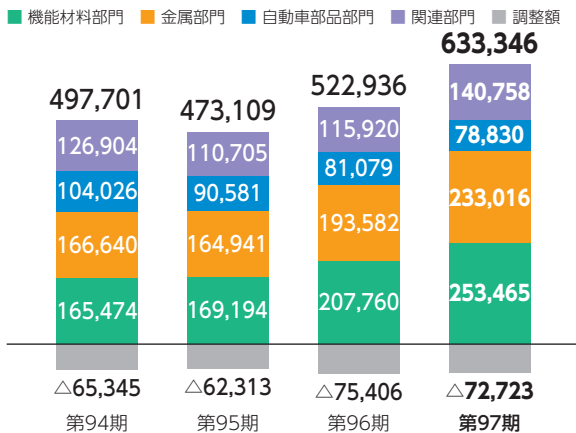 機能材料部門 金属部門 自動車部品部門 関連部門 調整額
497,701 473,109 522,936 633,346
126,904 110,705 115,920 140,758
104,026 90,581 81,079 78,830
166,640 164,941 193,582 233,016
165,474 169,194 207,760 253,465
△65,345 △62,313 △75,406 △72,723
第94期 第95期 第96期 第97期